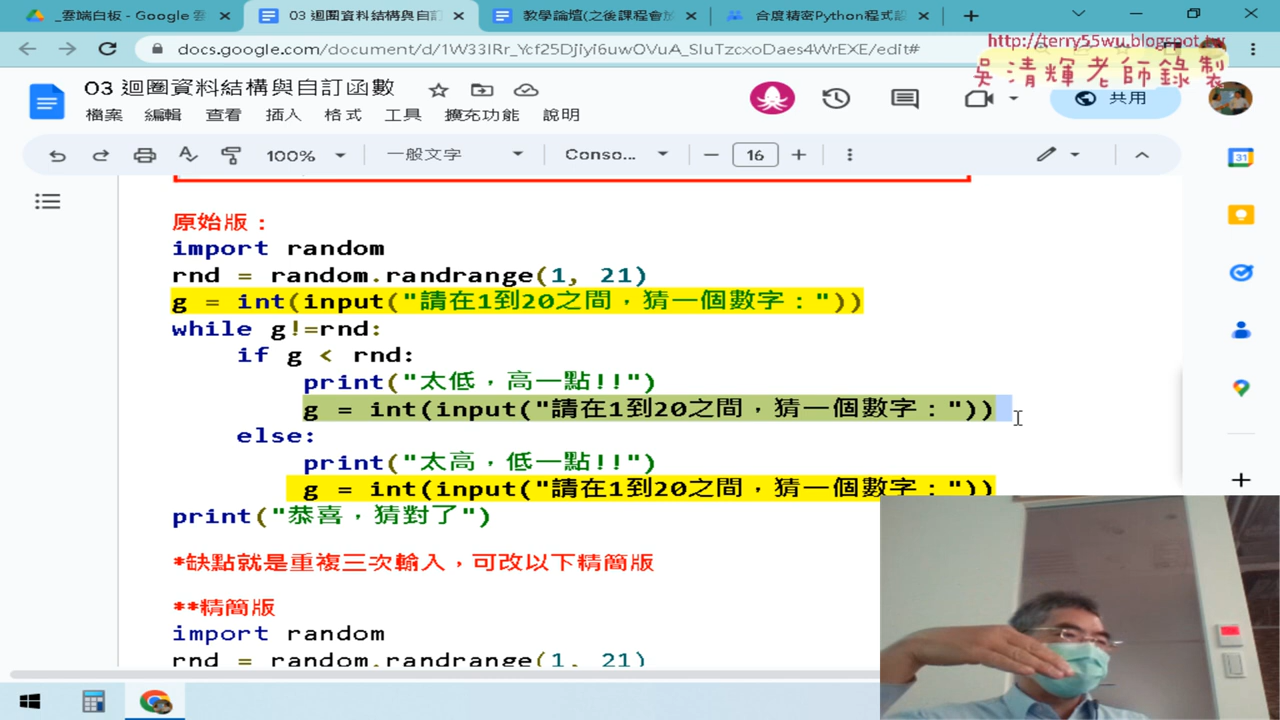 _雲端白板 - Google 雲
03 迴圈資料結構與自訂
教學論壇(之後課程會放
合度精密Python程式設
docs.google.com/document/d/1W33IRr_Ycf25Djiyi6uwOVuA_SIuTzcxoDaes4WrEXE/edit#
http://terry55wu.blogspot.tw
吳清輝老師錄製
03 迴圈資料結構與自訂函數
共用
檔案 編輯 查看 插入 格式 工具 擴充功能 說明
100% 一般文字 Conso... 16
31
原始版：
import random
rnd = random.randrange(1, 21)
g = int(input("請在1到20之間，猜一個數字："))
while g!=rnd:
if g < rnd:
print("太低，高一點!!")
g = int(input("請在1到20之間，猜一個數字："))
else:
print("太高，低一點!!")
g = int(input("請在1到20之間，猜一個數字："))
print("恭喜，猜對了")
*缺點就是重複三次輸入，可改以下精簡版
**精簡版
import random
rnd = random.randrange(1, 21)